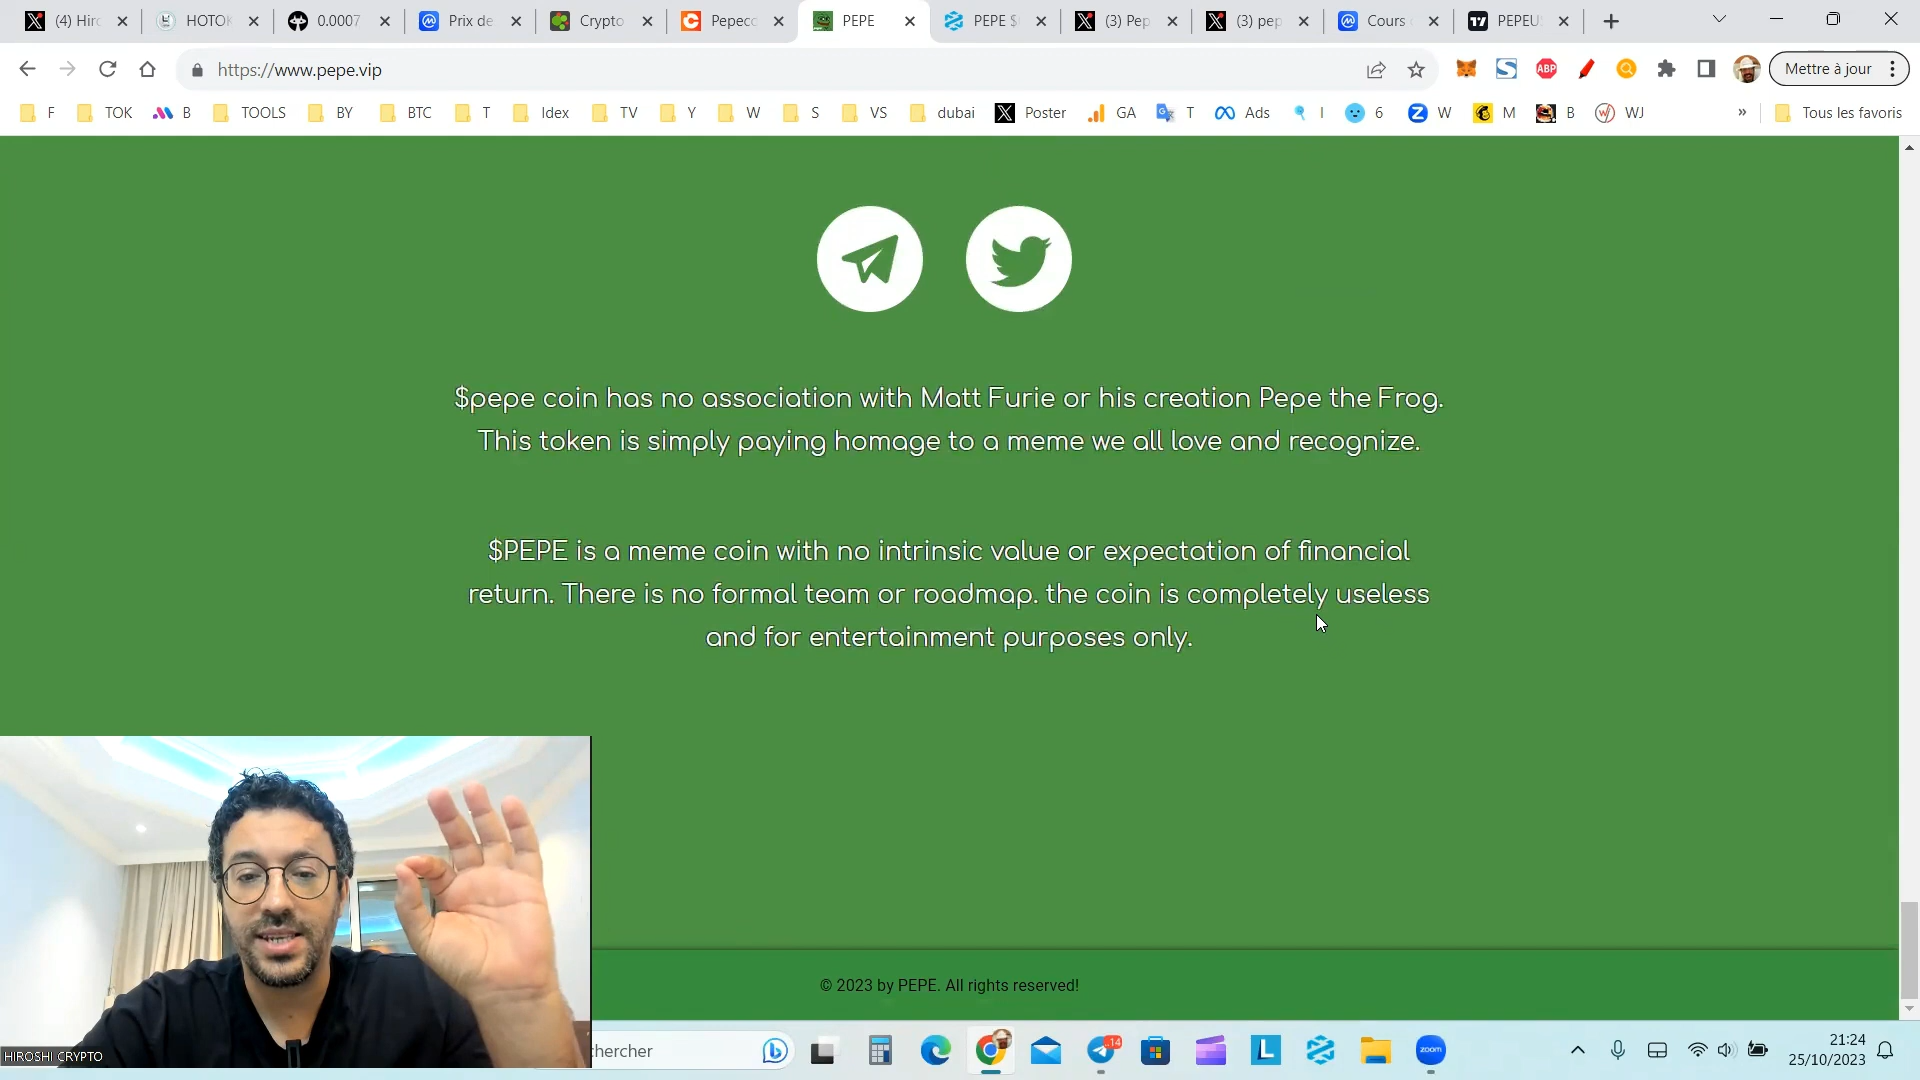 (4) Hiro
HOTOK
0.0007
Prix de
Crypto
Pepeco
PEPE
PEPE $
(3) Pep
(3) pep
Cours
PEPEU
https://www.pepe.vip
ABP
Mettre à jour
F
TOK
B
TOOLS
BY
BTC
T
Idex
TV
Y
W
S
VS
dubai
Poster
GA
T
Ads
I
6
W
M
B
WJ
»
Tous les favoris
$pepe coin has no association with Matt Furie or his creation Pepe the Frog.
This token is simply paying homage to a meme we all love and recognize.
$PEPE is a meme coin with no intrinsic value or expectation of financial
return. There is no formal team or roadmap. the coin is completely useless
and for entertainment purposes only.
© 2023 by PEPE. All rights reserved!
HIROSHI CRYPTO
chercher
14
L
zoom
21:24
25/10/2023